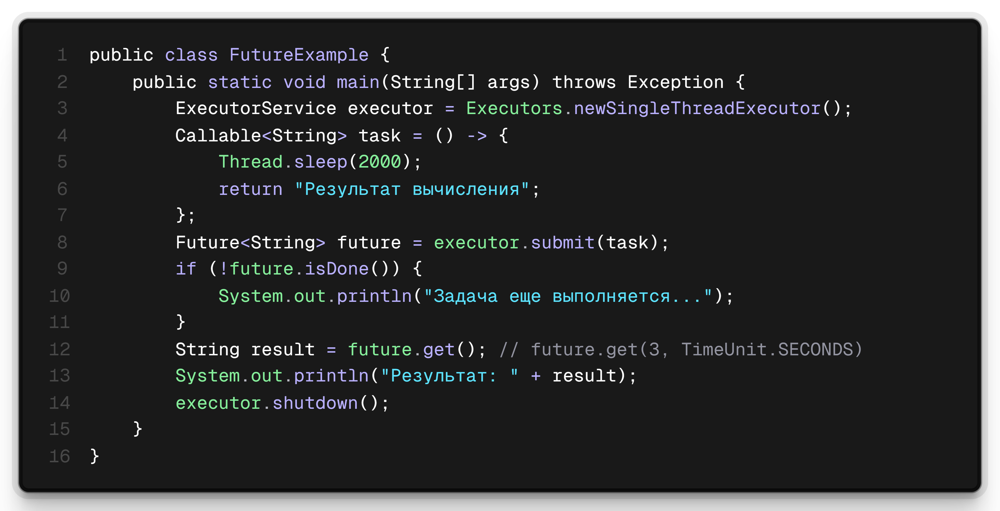 1 public class FutureExample {
2     public static void main(String[] args) throws Exception {
3         ExecutorService executor = Executors.newSingleThreadExecutor();
4         Callable<String> task = () -> {
5             Thread.sleep(2000);
6             return "Результат вычисления";
7         };
8         Future<String> future = executor.submit(task);
9         if (!future.isDone()) {
10             System.out.println("Задача еще выполняется...");
11         }
12         String result = future.get(); // future.get(3, TimeUnit.SECONDS)
13         System.out.println("Результат: " + result);
14         executor.shutdown();
15     }
16 }